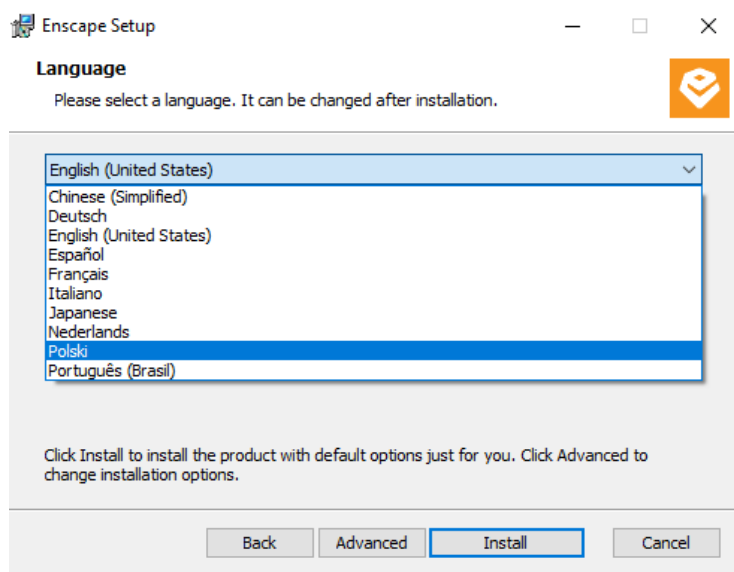 Enscape Setup
Language
Please select a language. It can be changed after installation.
English (United States)
Chinese (Simplified)
Deutsch
English (United States)
Español
Français
Italiano
Japanese
Nederlands
Polski
Português (Brasil)
Click Install to install the product with default options just for you. Click Advanced to
change installation options.
Back Advanced Install Cancel